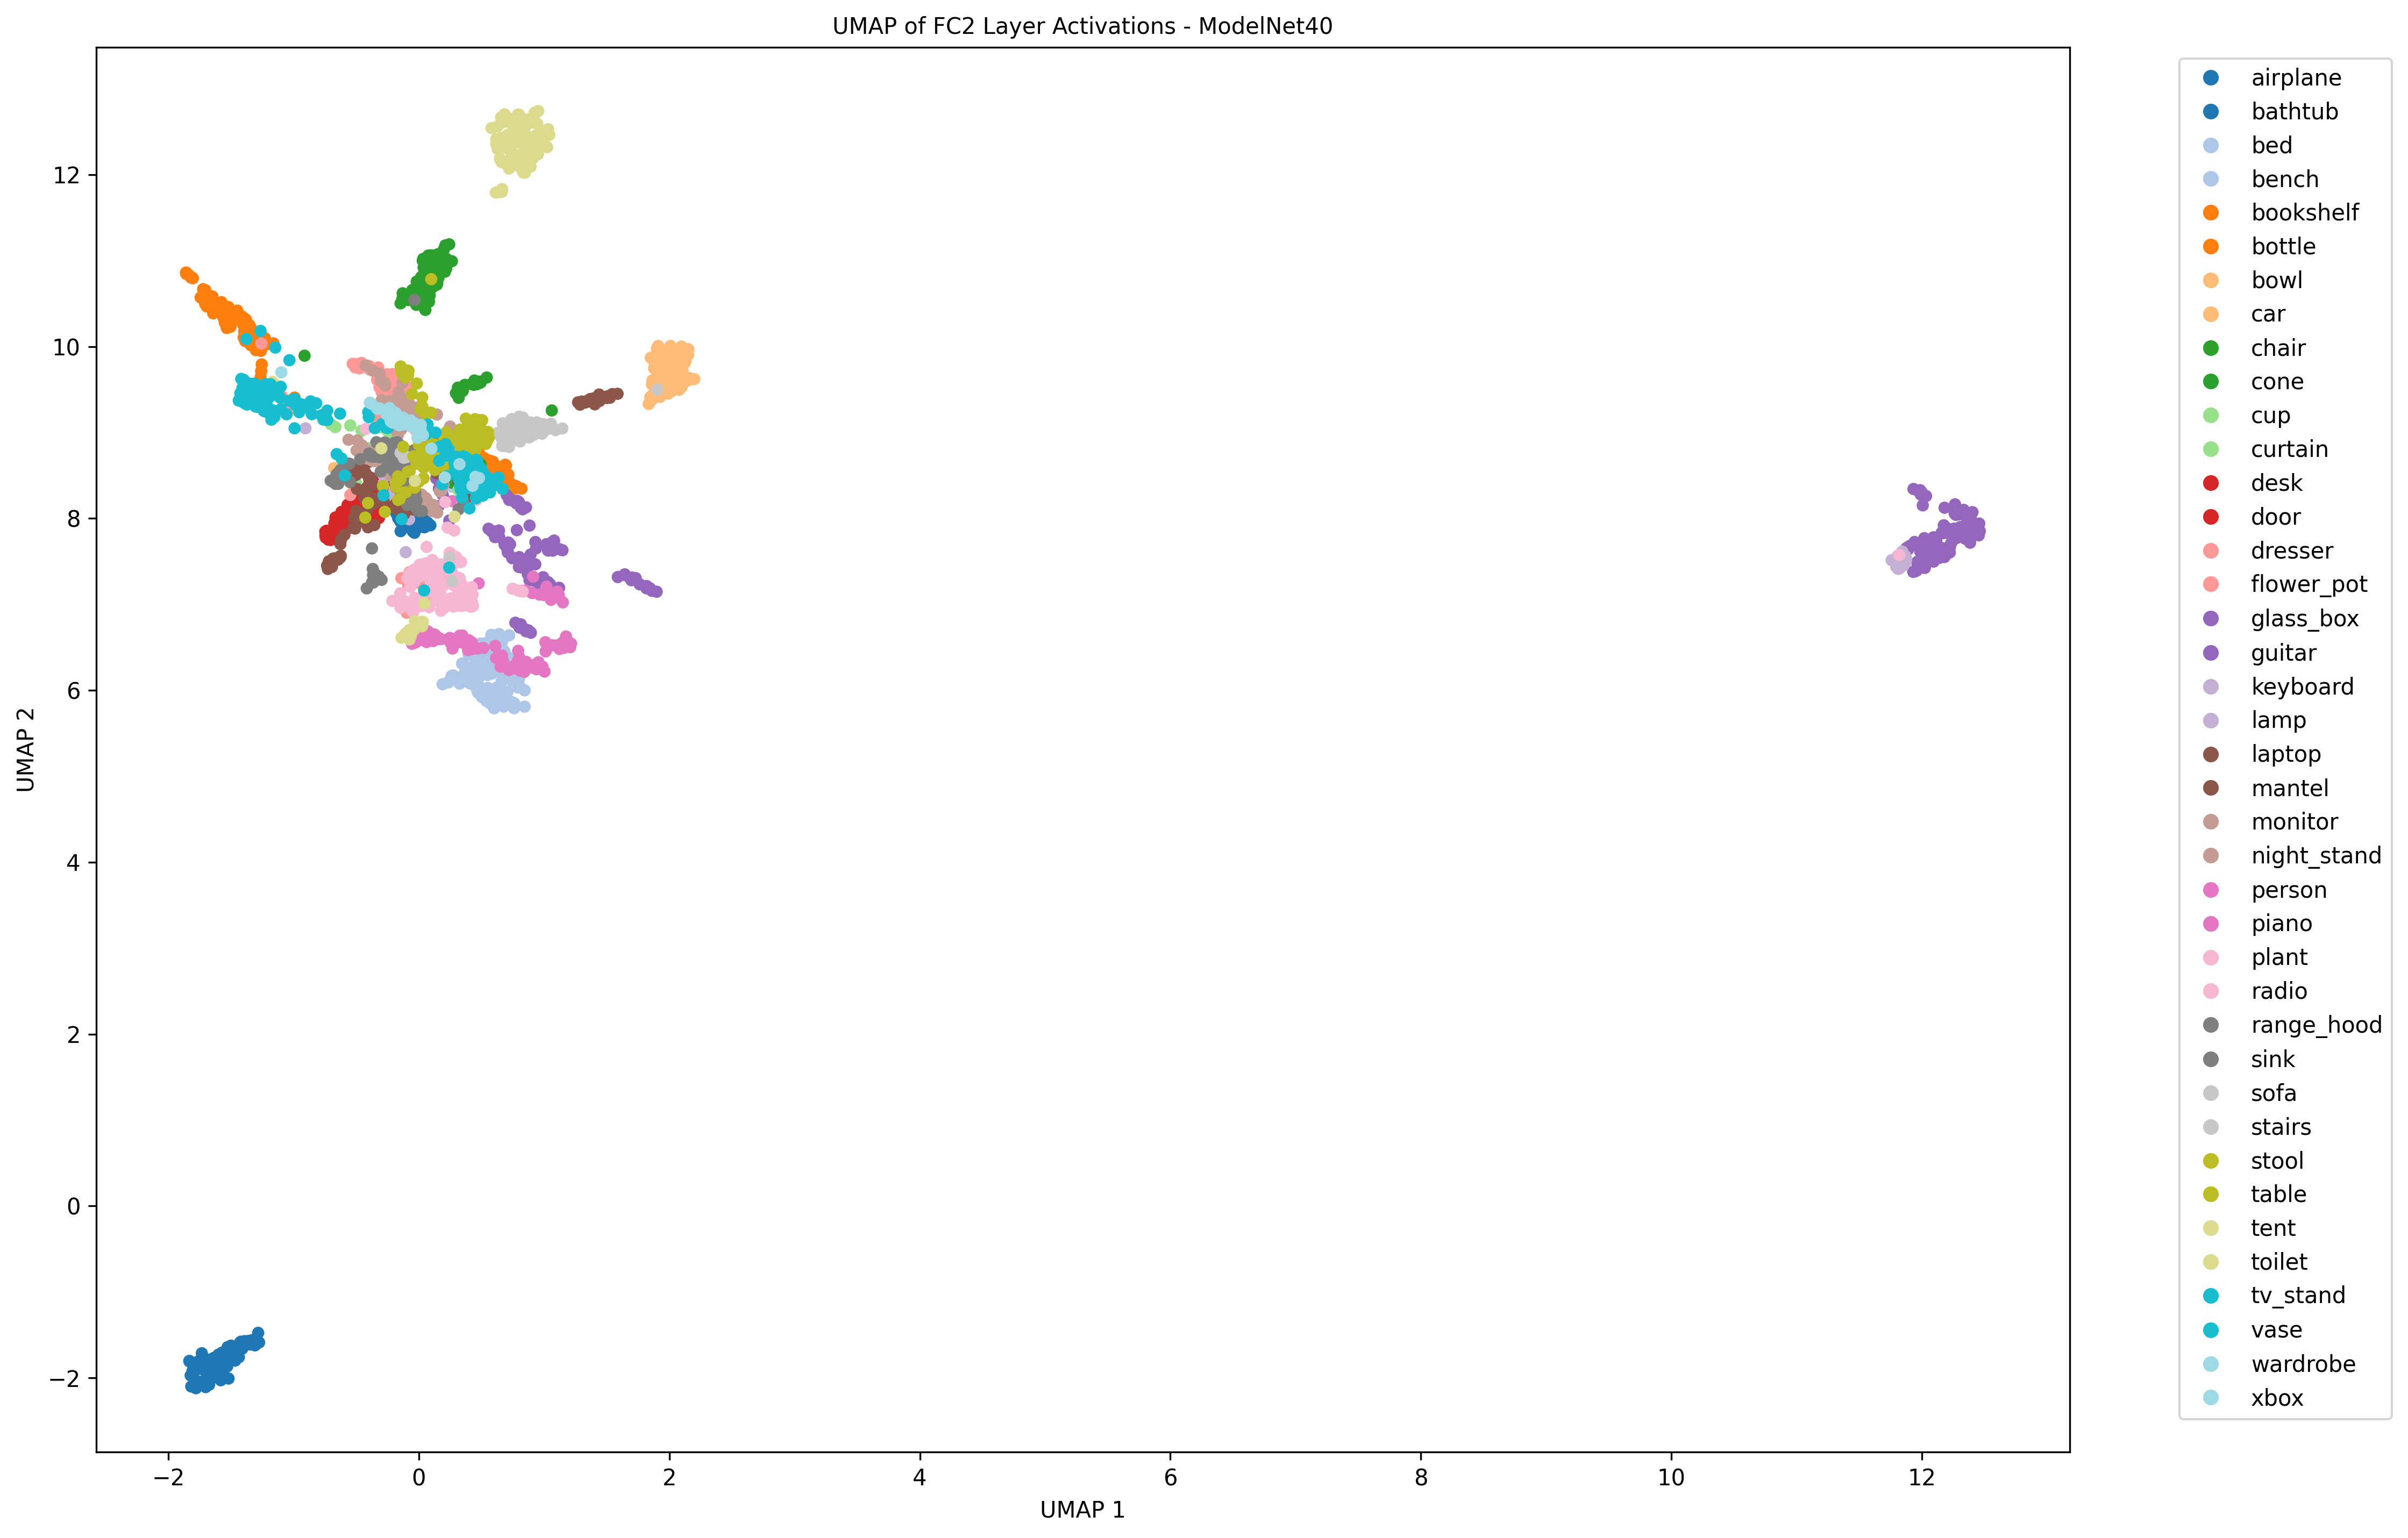 UMAP of FC2 Layer Activations - ModelNet40
12
10
8
6
4
2
0
−2
UMAP 2
−2
0
2
4
6
8
10
12
UMAP 1
airplane
bathtub
bed
bench
bookshelf
bottle
bowl
car
chair
cone
cup
curtain
desk
door
dresser
flower_pot
glass_box
guitar
keyboard
lamp
laptop
mantel
monitor
night_stand
person
piano
plant
radio
range_hood
sink
sofa
stairs
stool
table
tent
toilet
tv_stand
vase
wardrobe
xbox